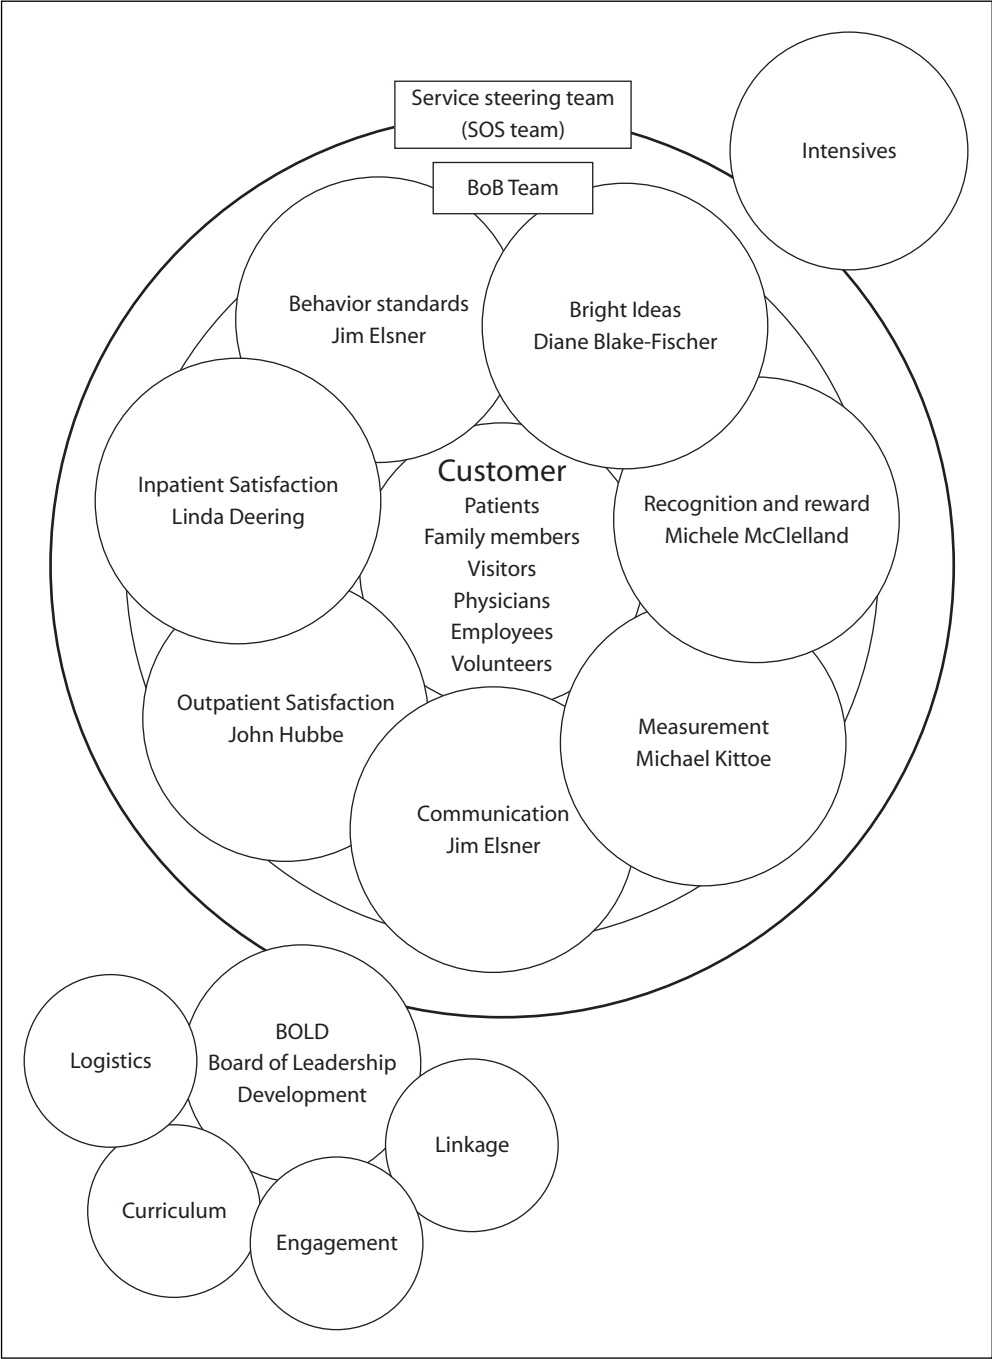 Service steering team
(SOS team)
Intensives
BoB Team
Behavior standards
Jim Elsner
Bright Ideas
Diane Blake-Fischer
Inpatient Satisfaction
Linda Deering
Customer
Patients
Family members
Visitors
Physicians
Employees
Volunteers
Recognition and reward
Michele McClelland
Outpatient Satisfaction
John Hubbe
Measurement
Michael Kittoe
Communication
Jim Elsner
BOLD
Board of Leadership
Development
Logistics
Linkage
Curriculum
Engagement